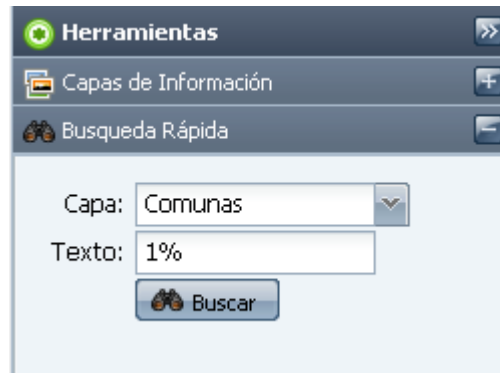 Herramientas
Capas de Información
Busqueda Rápida
Capa: Comunas
Texto: 1%
Buscar